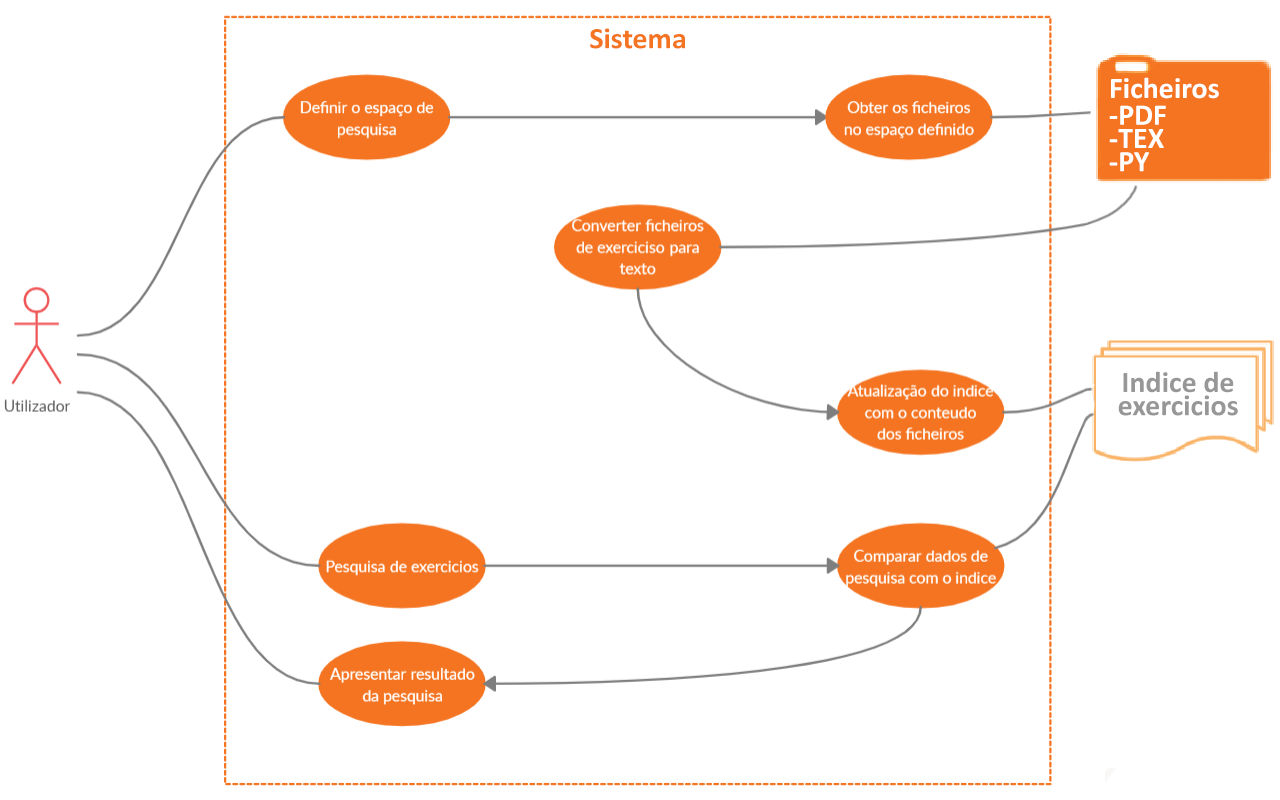 Sistema
Definir o espaço de
pesquisa
Obter os ficheiros
no espaço definido
Ficheiros
-PDF
-TEX
-PY
Converter ficheiros
de exerciciso para
texto
Utilizador
Atualização do indice
com o conteudo
dos ficheiros
Indice de
exercicios
Pesquisa de exercicios
Comparar dados de
pesquisa com o indice
Apresentar resultado
da pesquisa